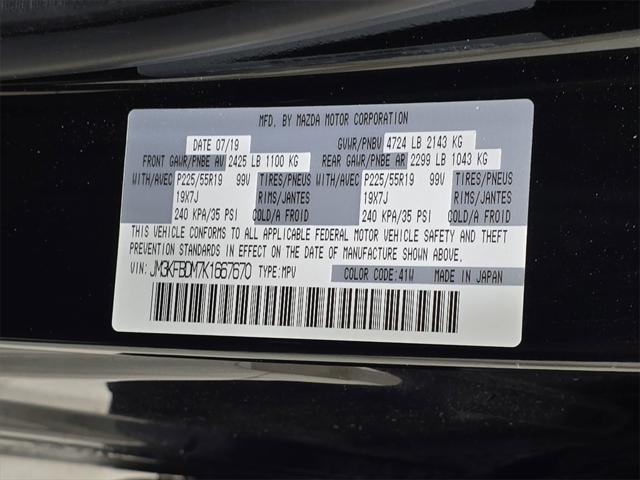 MFD. BY MAZDA MOTOR CORPORATION
DATE 07/19 GVWR/PNBV 4724 LB 2143 KG
FRONT GAWR/PNBE AV 2425 LB 1100 KG REAR GAWR/PNBE AR 2299 LB 1043 KG
WITH/AVEC P225/55R19 99V TIRES/PNEUS WITH/AVEC P225/55R19 99V TIRES/PNEUS
19X7J RIMS/JANTES 19X7J RIMS/JANTES
240 KPA/35 PSI COLD/A FROID 240 KPA/35 PSI COLD/A FROID
THIS VEHICLE CONFORMS TO ALL APPLICABLE FEDERAL MOTOR VEHICLE SAFETY AND THEFT
PREVENTION STANDARDS IN EFFECT ON THE DATE OF MANUFACTURE SHOWN ABOVE.
VIN: JM3KFBDM7K1667670 TYPE:MPV COLOR CODE:41W MADE IN JAPAN